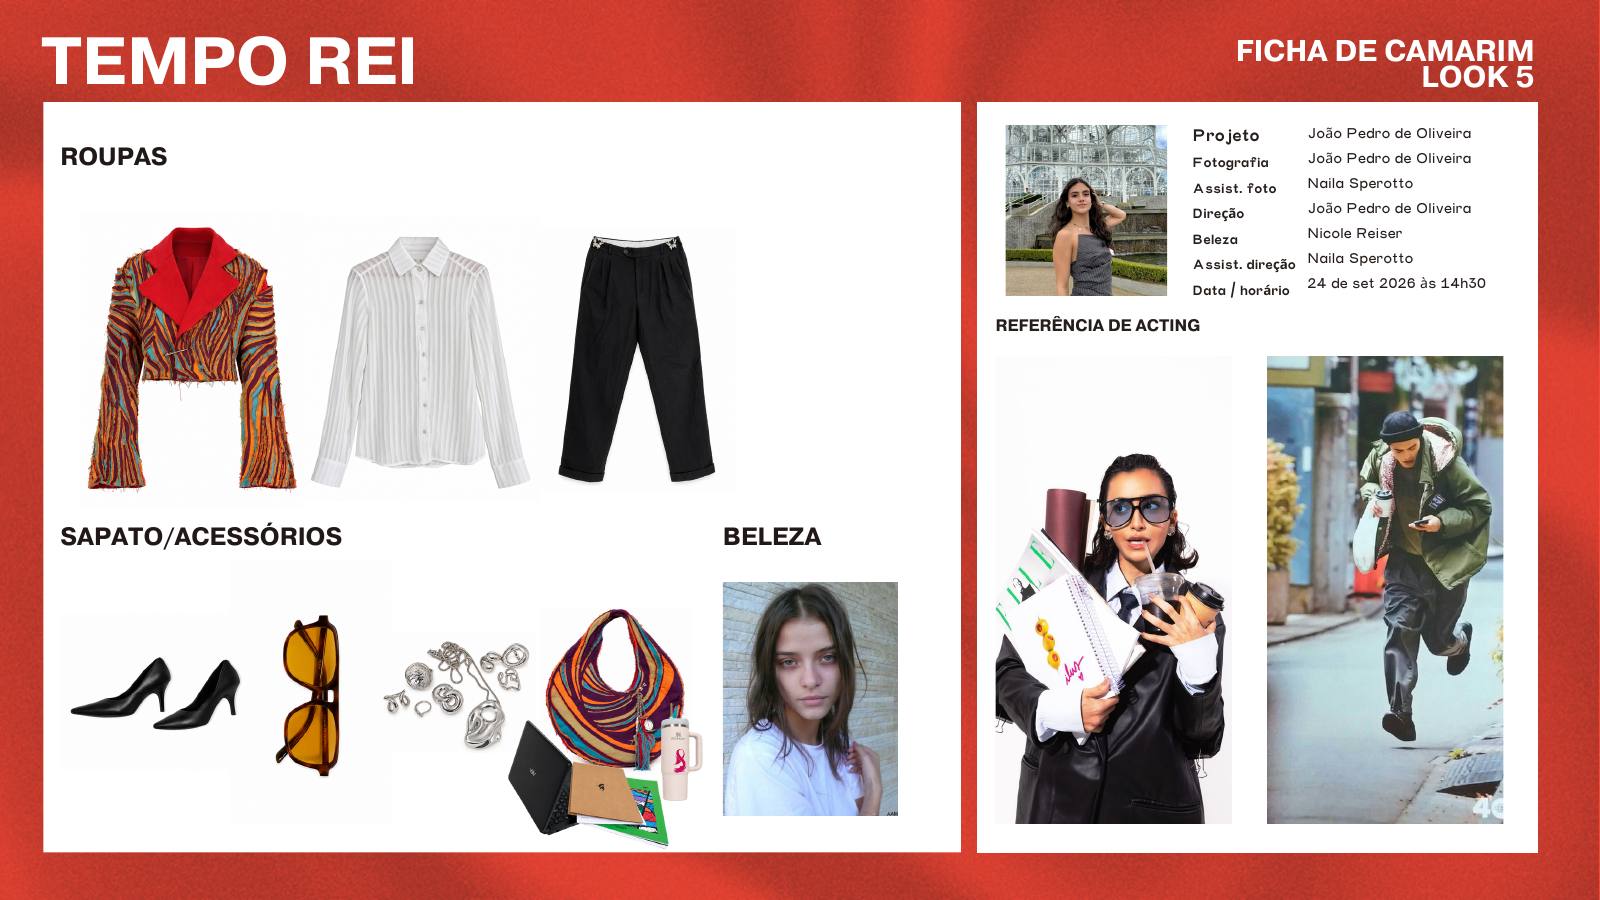 TEMPO REI
FICHA DE CAMARIM
LOOK 5
ROUPAS
SAPATO/ACESSÓRIOS
BELEZA
Projeto João Pedro de Oliveira
Fotografia João Pedro de Oliveira
Assist. foto Naila Sperotto
Direção João Pedro de Oliveira
Beleza Nicole Reiser
Assist. direção Naila Sperotto
Data / horário 24 de set 2026 às 14h30
REFERÊNCIA DE ACTING